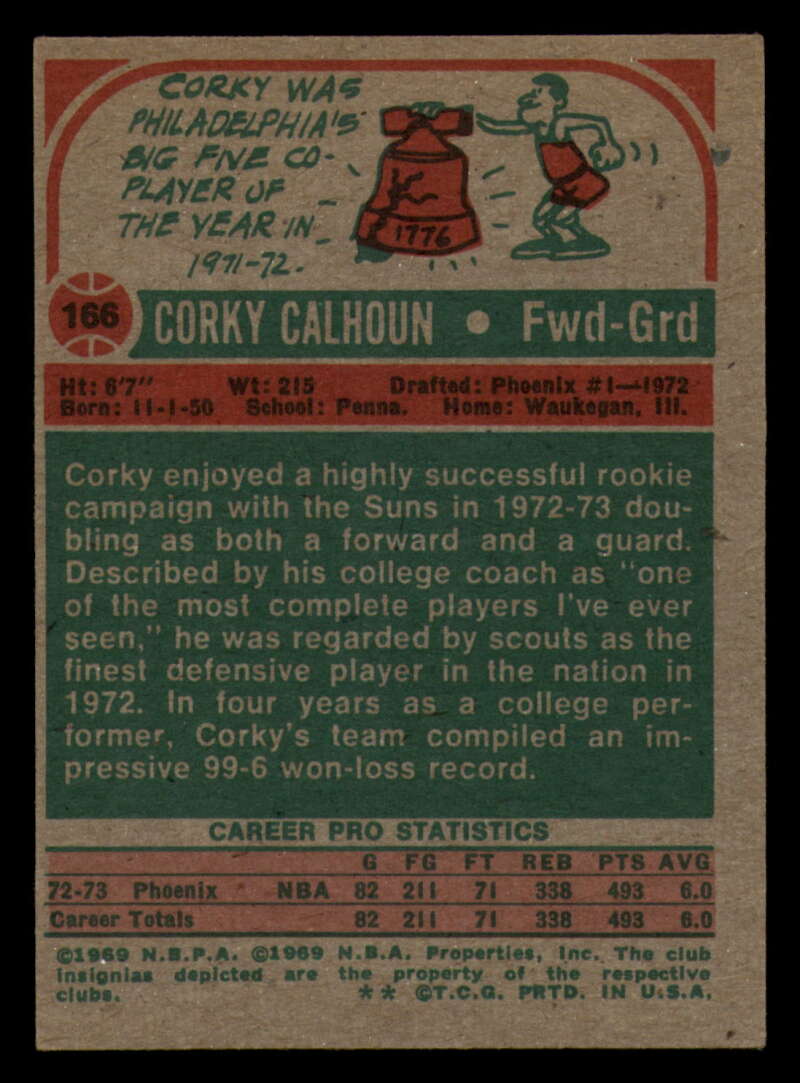 CORKY WAS
PHILADELPHIA'S
BIG FIVE CO-
PLAYER OF
THE YEAR IN
1971-72.
1776
166 CORKY CALHOUN • Fwd-Grd
Ht: 6'7" Wt: 215 Drafted: Phoenix #1—1972
Born: 11-1-50 School: Penna. Home: Waukegan, Ill.
Corky enjoyed a highly successful rookie
campaign with the Suns in 1972-73 dou-
bling as both a forward and a guard.
Described by his college coach as "one
of the most complete players I've ever
seen," he was regarded by scouts as the
finest defensive player in the nation in
1972. In four years as a college per-
former, Corky's team compiled an im-
pressive 99-6 won-loss record.
CAREER PRO STATISTICS
G FG FT REB PTS AVG
72-73 Phoenix NBA 82 211 71 338 493 6.0
Career Totals 82 211 71 338 493 6.0
©1969 N.B.P.A. ©1969 N.B.A. Properties, Inc. The club
insignias depicted are the property of the respective
clubs. ** ©T.C.G. PRTD. IN U.S.A.